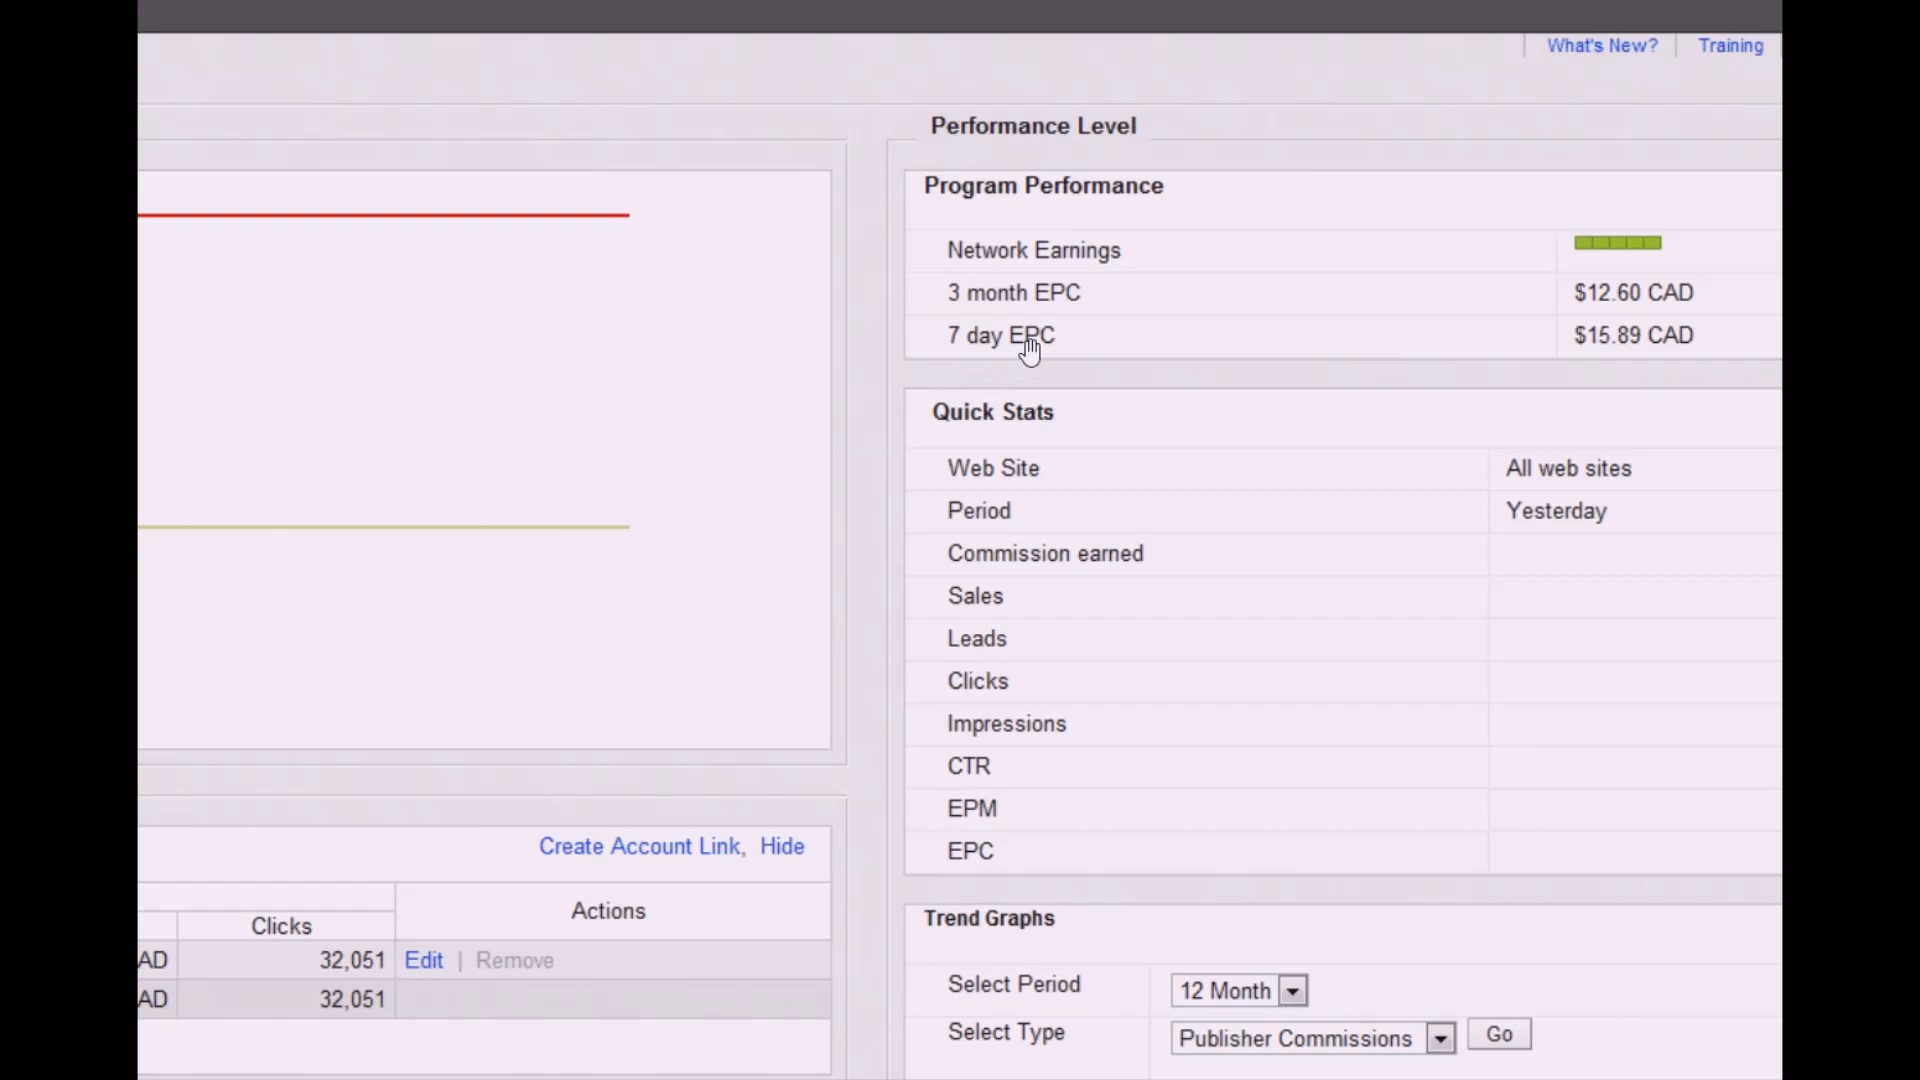 What's New?
Training
Performance Level
Program Performance
Network Earnings
3 month EPC $12.60 CAD
7 day EPC $15.89 CAD
Quick Stats
Web Site All web sites
Period Yesterday
Commission earned
Sales
Leads
Clicks
Impressions
CTR
EPM
EPC
Create Account Link, Hide
Clicks Actions
AD 32,051 Edit | Remove
AD 32,051
Trend Graphs
Select Period 12 Month
Select Type Publisher Commissions Go